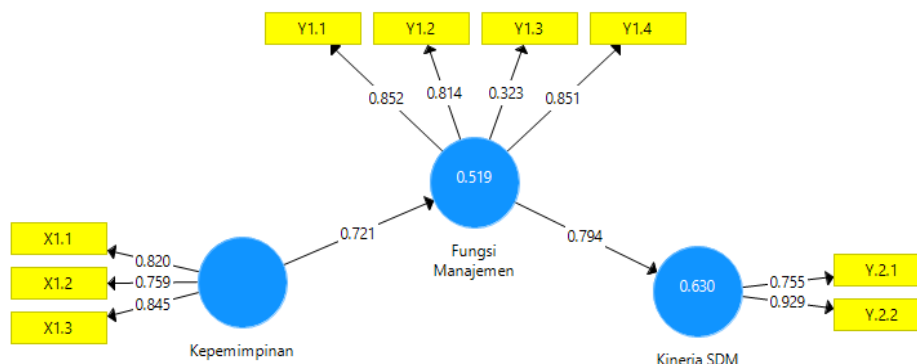 Y1.1 Y1.2 Y1.3 Y1.4
0.852 0.814 0.323 0.851
0.519
Fungsi
Manajemen
0.721
0.794
X1.1
X1.2
X1.3
0.820
0.759
0.845
Kepemimpinan
0.630
Kinerja SDM
0.755
0.929
Y.2.1
Y.2.2